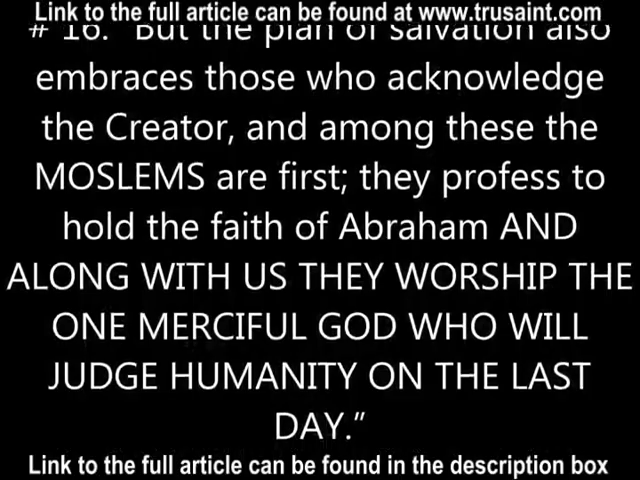 Link to the full article can be found at www.trusaint.com
# 16. “But the plan of salvation also
embraces those who acknowledge
the Creator, and among these the
MOSLEMS are first; they profess to
hold the faith of Abraham AND
ALONG WITH US THEY WORSHIP THE
ONE MERCIFUL GOD WHO WILL
JUDGE HUMANITY ON THE LAST
DAY.”
Link to the full article can be found in the description box